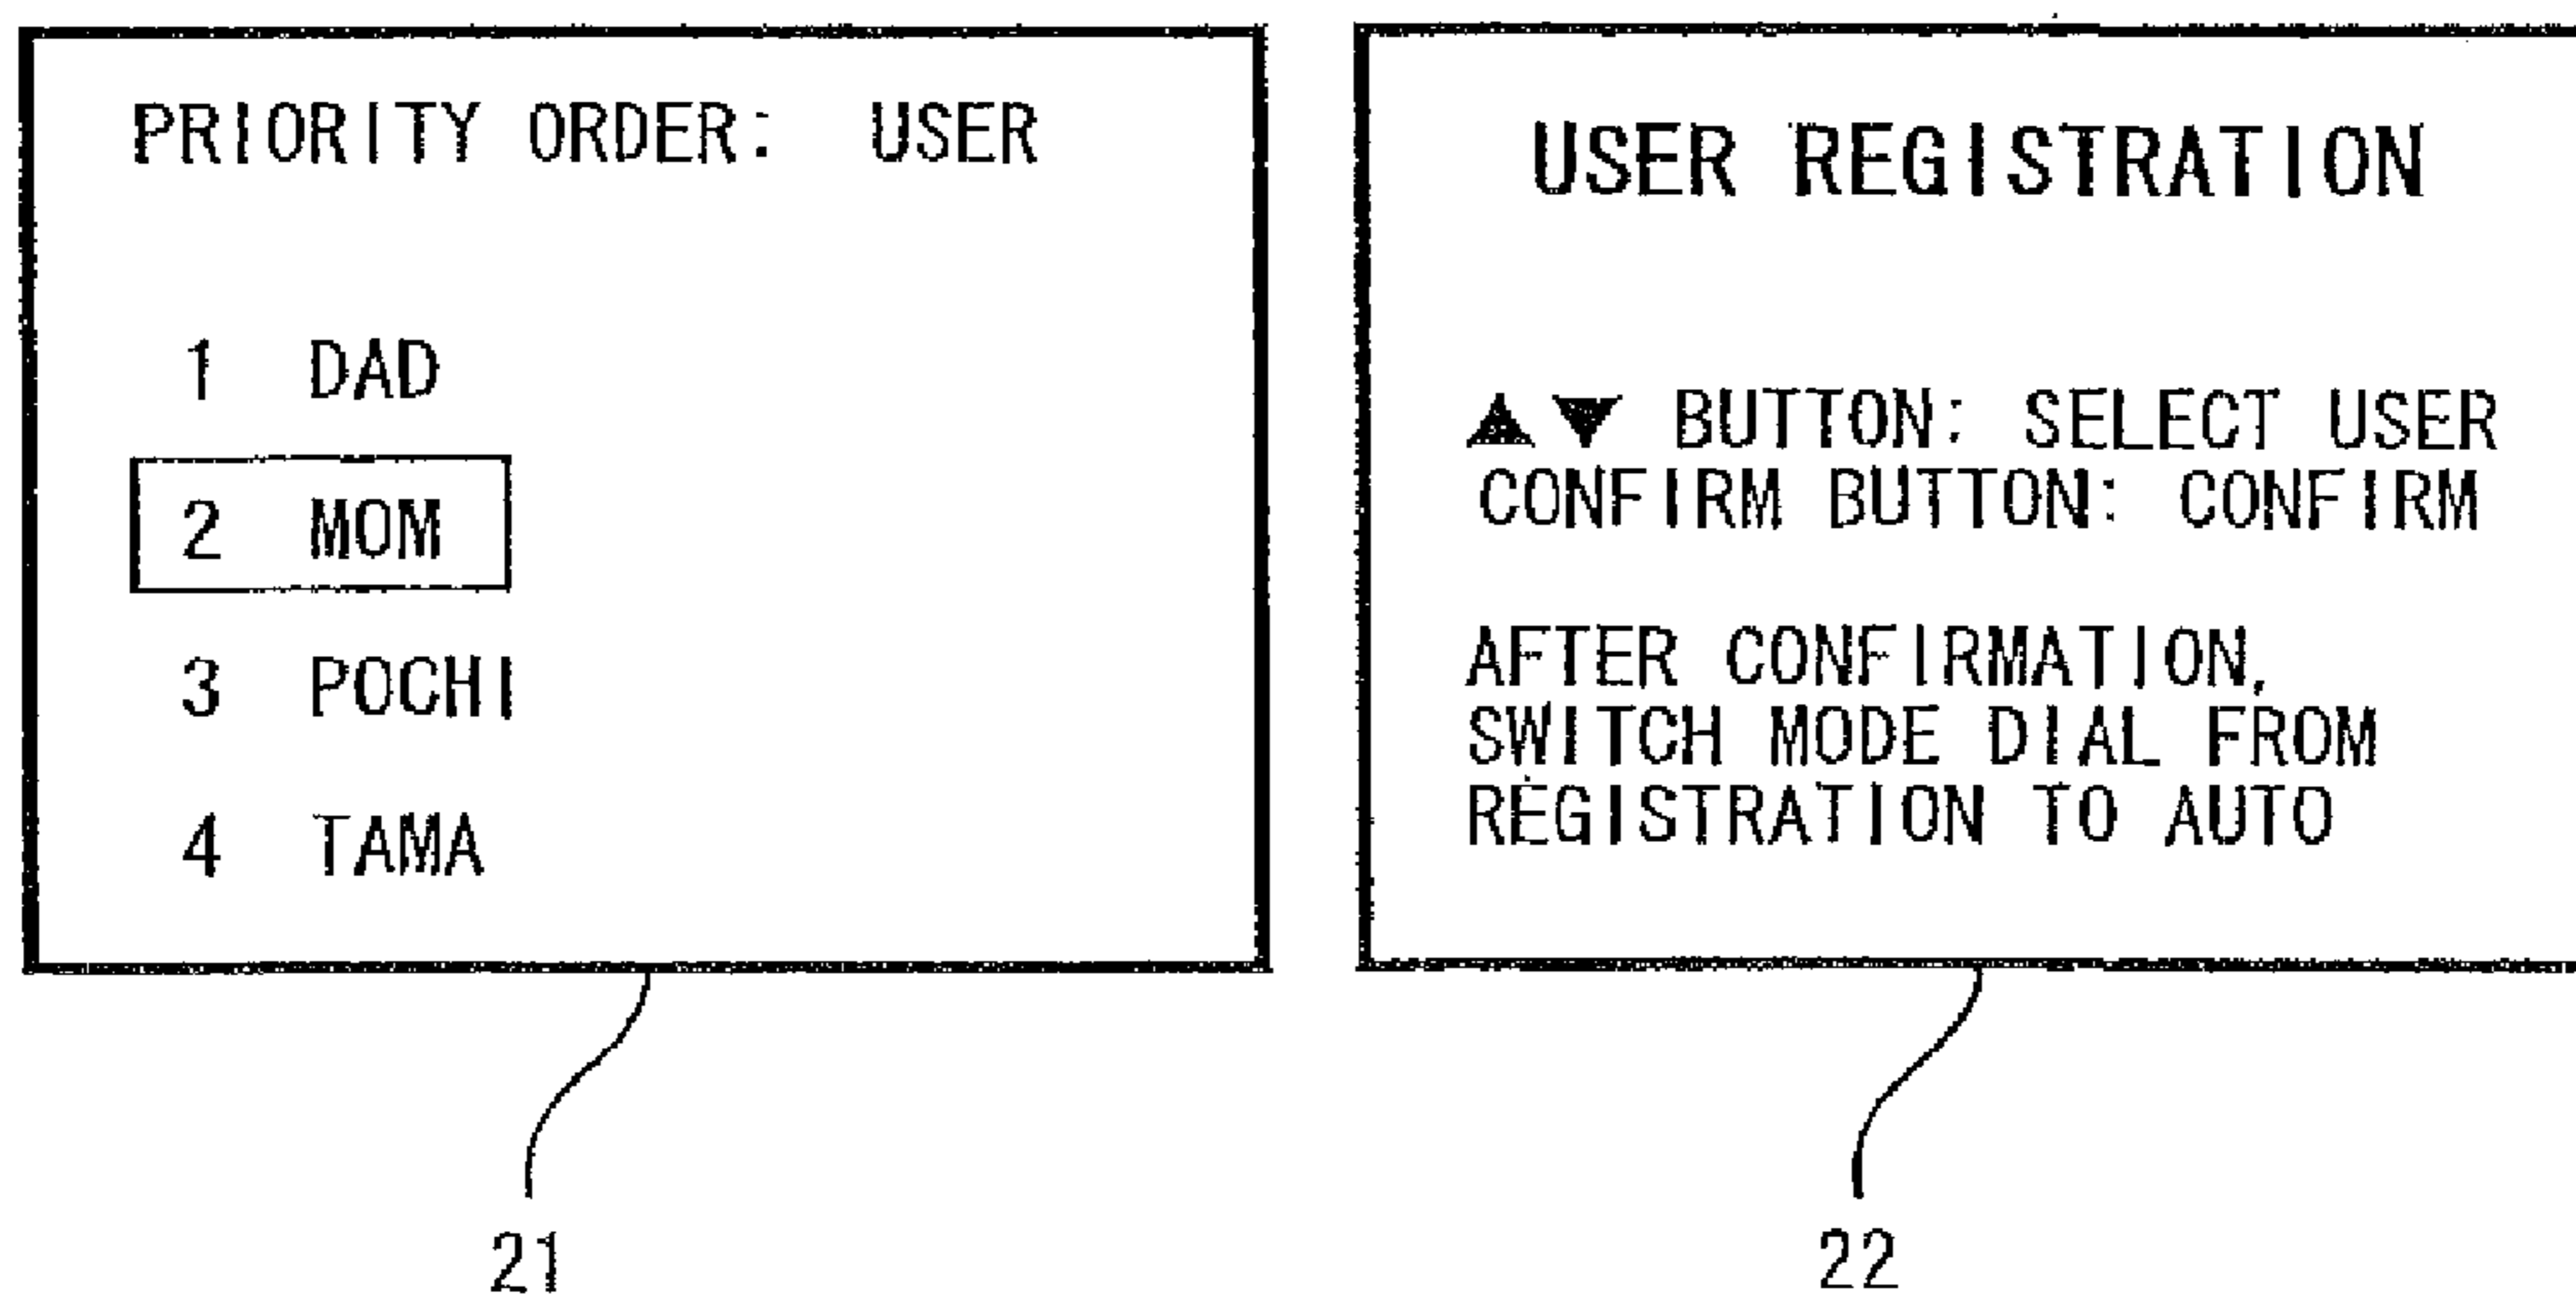 PRIORITY ORDER: USER
1 DAD
2 MOM
3 POCHI
4 TAMA
21
USER REGISTRATION
▲▼ BUTTON: SELECT USER
CONFIRM BUTTON: CONFIRM
AFTER CONFIRMATION,
SWITCH MODE DIAL FROM
REGISTRATION TO AUTO
22